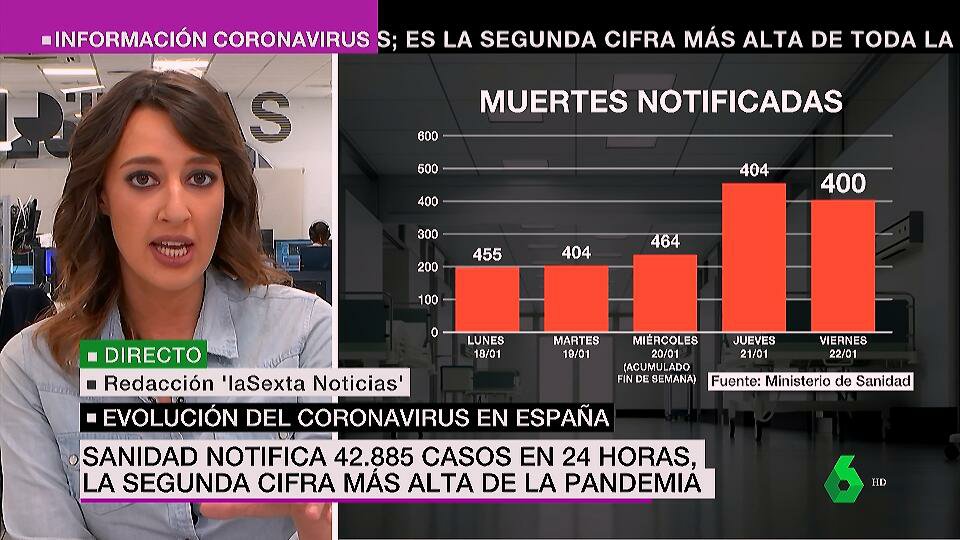 INFORMACIÓN CORONAVIRUS S; ES LA SEGUNDA CIFRA MÁS ALTA DE TODA LA
AS
MUERTES NOTIFICADAS
600
500
400
300
200
100
0
455
404
464
404
400
LUNES
18/01
MARTES
19/01
MIÉRCOLES
20/01
(ACUMULADO
FIN DE SEMANA)
JUEVES
21/01
VIERNES
22/01
Fuente: Ministerio de Sanidad
DIRECTO
Redacción 'laSexta Noticias'
EVOLUCIÓN DEL CORONAVIRUS EN ESPAÑA
SANIDAD NOTIFICA 42.885 CASOS EN 24 HORAS,
LA SEGUNDA CIFRA MÁS ALTA DE LA PANDEMIA
6 HD